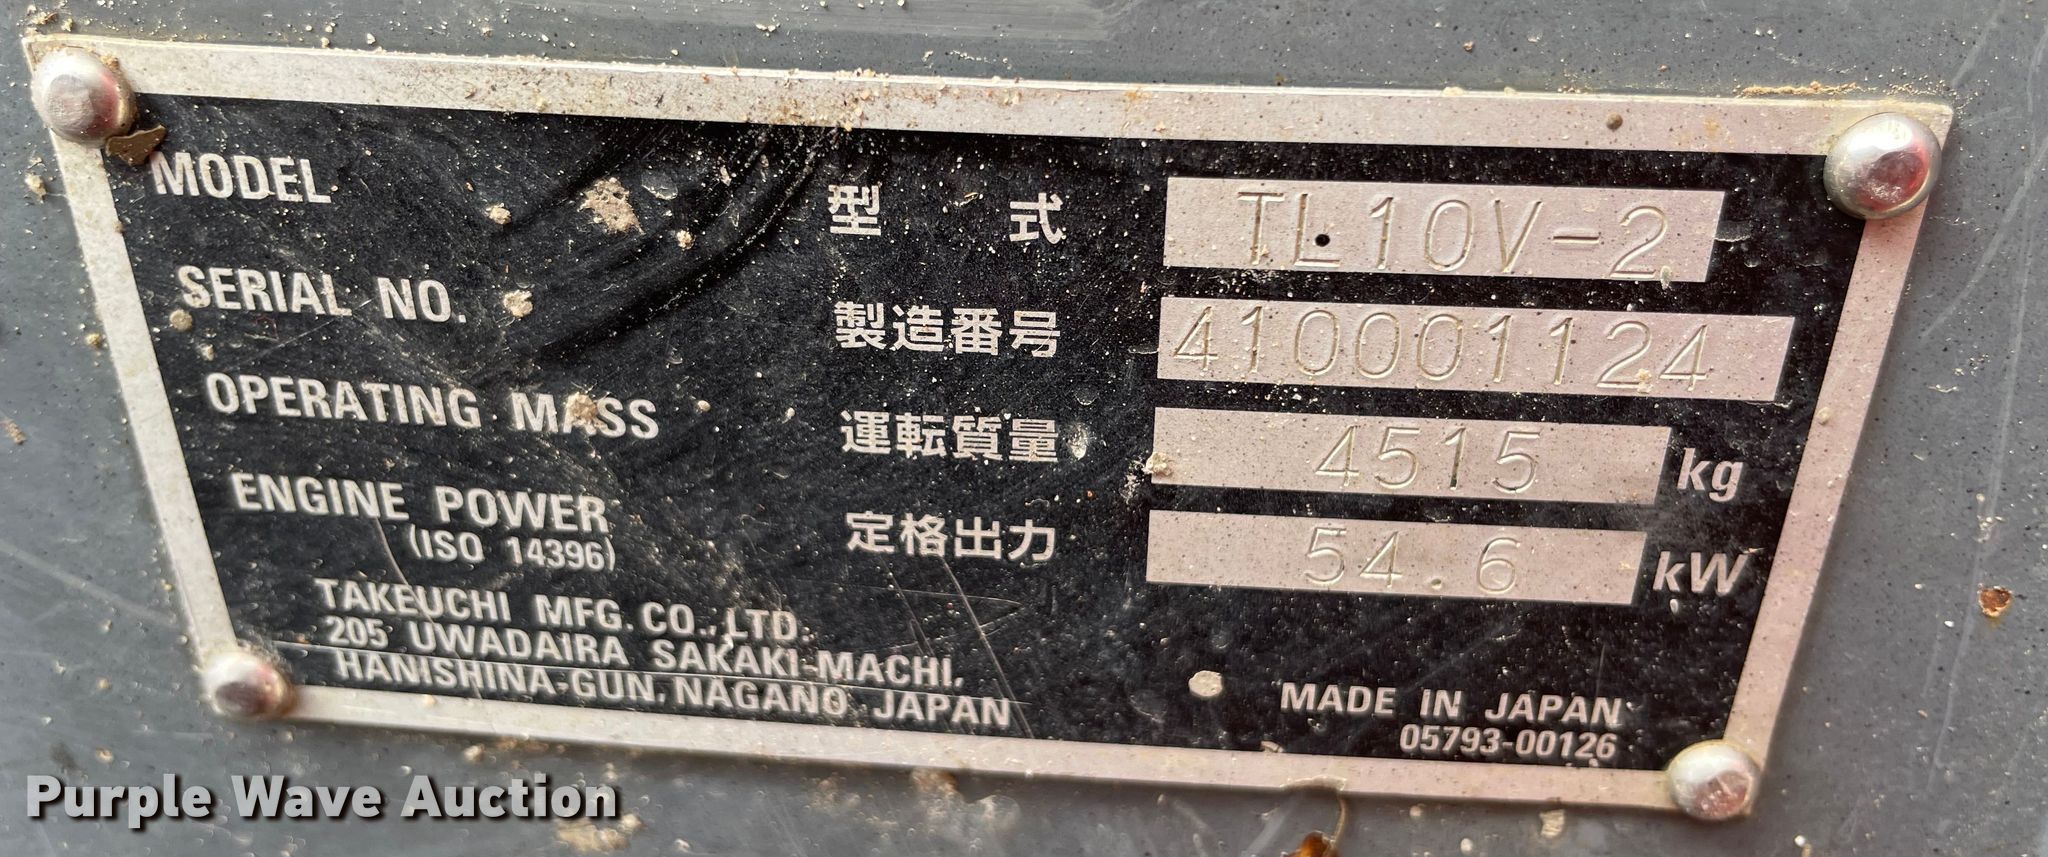 MODEL 型 式 TL10V-2
SERIAL NO. 製造番号 410001124
OPERATING MASS 運転質量 4515 kg
ENGINE POWER 定格出力 54.6 kW
(ISO 14396)
TAKEUCHI MFG. CO., LTD.
205 UWADAIRA SAKAKI-MACHI,
HANISHINA-GUN, NAGANO JAPAN
MADE IN JAPAN
05793-00126
Purple Wave Auction